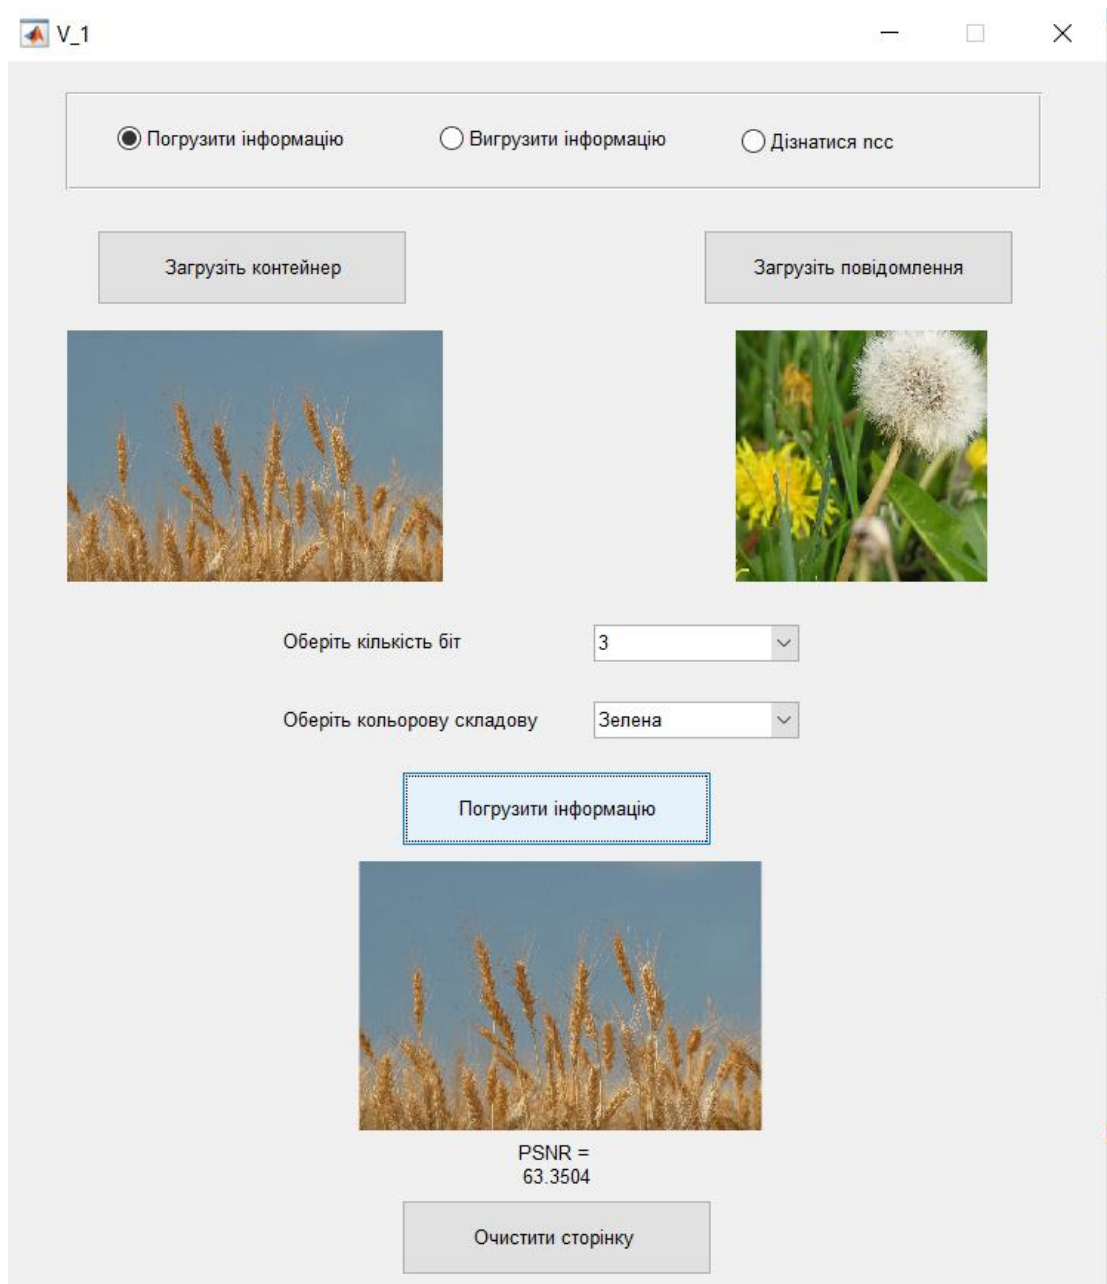 V_1
Погрузити інформацію
Вигрузити інформацію
Дізнатися ncc
Загрузіть контейнер
Загрузіть повідомлення
Оберіть кількість біт
3
Оберіть кольорову складову
Зелена
Погрузити інформацію
PSNR =
63.3504
Очистити сторінку